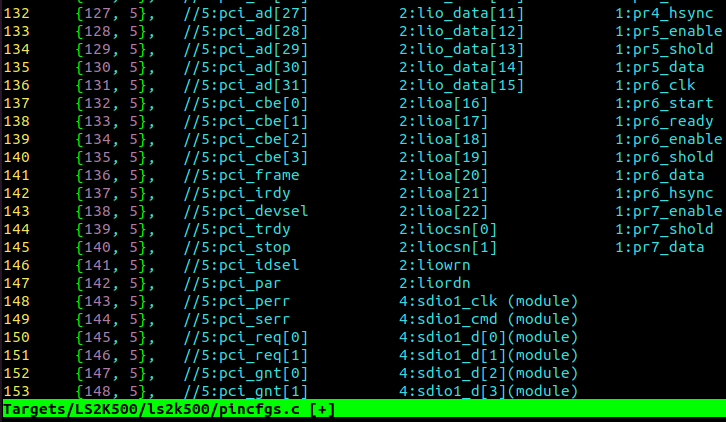 132 {127, 5}, //5:pci_ad[27] 2:lio_data[11] 1:pr4_hsync
133 {128, 5}, //5:pci_ad[28] 2:lio_data[12] 1:pr5_enable
134 {129, 5}, //5:pci_ad[29] 2:lio_data[13] 1:pr5_shold
135 {130, 5}, //5:pci_ad[30] 2:lio_data[14] 1:pr5_data
136 {131, 5}, //5:pci_ad[31] 2:lio_data[15] 1:pr6_clk
137 {132, 5}, //5:pci_cbe[0] 2:lioa[16] 1:pr6_start
138 {133, 5}, //5:pci_cbe[1] 2:lioa[17] 1:pr6_ready
139 {134, 5}, //5:pci_cbe[2] 2:lioa[18] 1:pr6_enable
140 {135, 5}, //5:pci_cbe[3] 2:lioa[19] 1:pr6_shold
141 {136, 5}, //5:pci_frame 2:lioa[20] 1:pr6_data
142 {137, 5}, //5:pci_irdy 2:lioa[21] 1:pr6_hsync
143 {138, 5}, //5:pci_devsel 2:lioa[22] 1:pr7_enable
144 {139, 5}, //5:pci_trdy 2:liocsn[0] 1:pr7_shold
145 {140, 5}, //5:pci_stop 2:liocsn[1] 1:pr7_data
146 {141, 5}, //5:pci_idsel 2:liowrn
147 {142, 5}, //5:pci_par 2:liordn
148 {143, 5}, //5:pci_perr 4:sdio1_clk (module)
149 {144, 5}, //5:pci_serr 4:sdio1_cmd (module)
150 {145, 5}, //5:pci_req[0] 4:sdio1_d[0](module)
151 {146, 5}, //5:pci_req[1] 4:sdio1_d[1](module)
152 {147, 5}, //5:pci_gnt[0] 4:sdio1_d[2](module)
153 {148, 5}, //5:pci_gnt[1] 4:sdio1_d[3](module)
Targets/LS2K500/ls2k500/pincfgs.c [+]